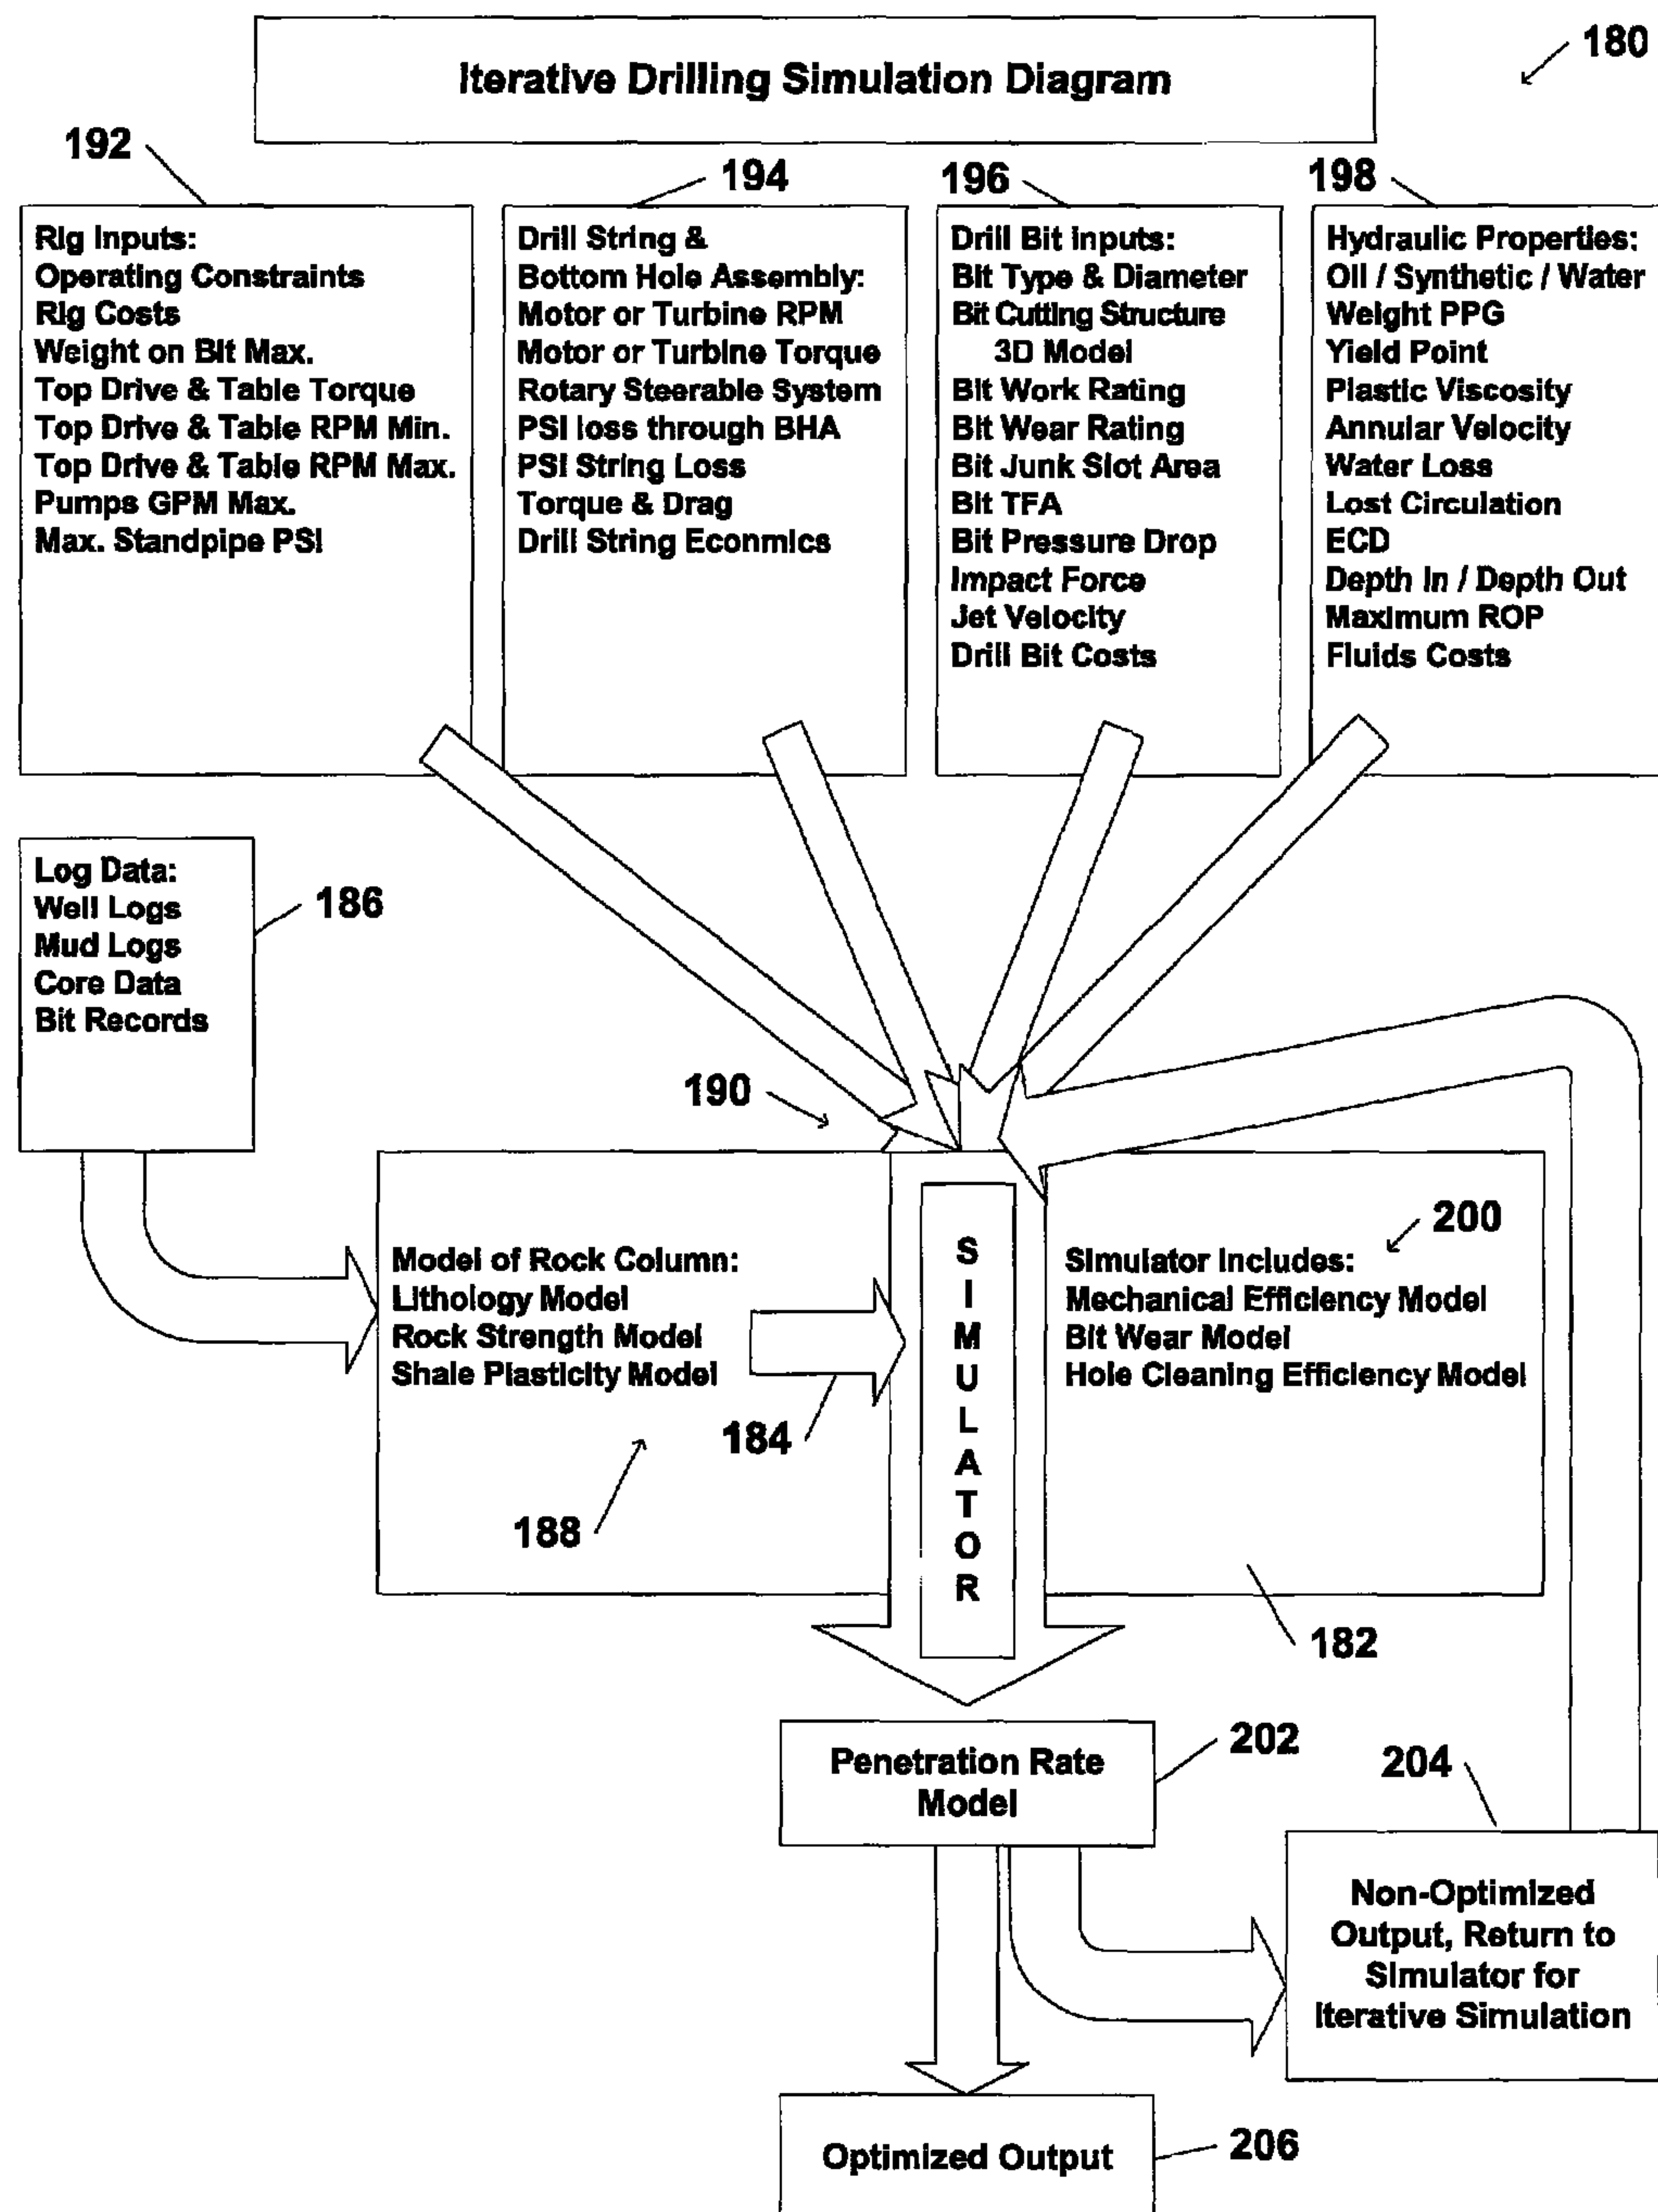 Iterative Drilling Simulation Diagram
180
192
194
196
198
Rig Inputs:
Operating Constraints
Rig Costs
Weight on Bit Max.
Top Drive & Table Torque
Top Drive & Table RPM Min.
Top Drive & Table RPM Max.
Pumps GPM Max.
Max. Standpipe PSI
Drill String &
Bottom Hole Assembly:
Motor or Turbine RPM
Motor or Turbine Torque
Rotary Steerable System
PSI loss through BHA
PSI String Loss
Torque & Drag
Drill String Econmics
Drill Bit Inputs:
Bit Type & Diameter
Bit Cutting Structure
3D Model
Bit Work Rating
Bit Wear Rating
Bit Junk Slot Area
Bit TFA
Bit Pressure Drop
Impact Force
Jet Velocity
Drill Bit Costs
Hydraulic Properties:
Oil / Synthetic / Water
Weight PPG
Yield Point
Plastic Viscosity
Annular Velocity
Water Loss
Lost Circulation
ECD
Depth In / Depth Out
Maximum ROP
Fluids Costs
Log Data:
Well Logs
Mud Logs
Core Data
Bit Records
186
190
Model of Rock Column:
Lithology Model
Rock Strength Model
Shale Plasticity Model
184
188
SIMULATOR
200
Simulator Includes:
Mechanical Efficiency Model
Bit Wear Model
Hole Cleaning Efficiency Model
182
Penetration Rate
Model
202
204
Non-Optimized
Output, Return to
Simulator for
Iterative Simulation
Optimized Output
206